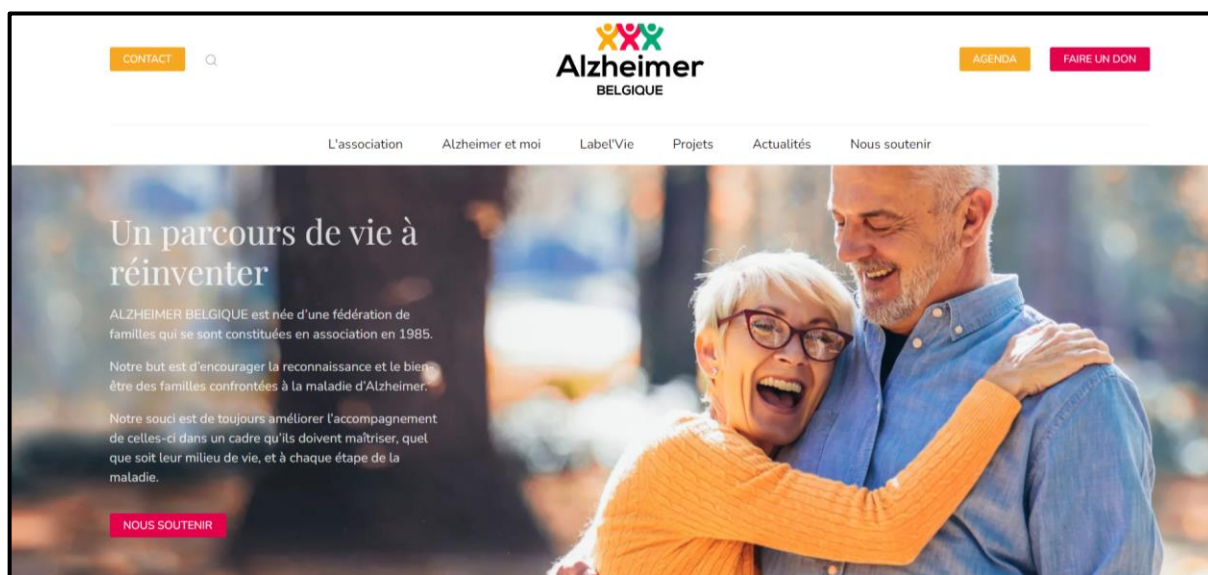 CONTACT
Alzheimer
BELGIQUE
AGENDA
FAIRE UN DON
L'association
Alzheimer et moi
Label'Vie
Projets
Actualités
Nous soutenir
Un parcours de vie à
réinventer
ALZHEIMER BELGIQUE est née d'une fédération de
familles qui se sont constituées en association en 1985.
Notre but est d'encourager la reconnaissance et le bien-
être des familles confrontées à la maladie d'Alzheimer.
Notre souci est de toujours améliorer l'accompagnement
de celles-ci dans un cadre qu'ils doivent maîtriser, quel
que soit leur milieu de vie, et à chaque étape de la
maladie.
NOUS SOUTENIR